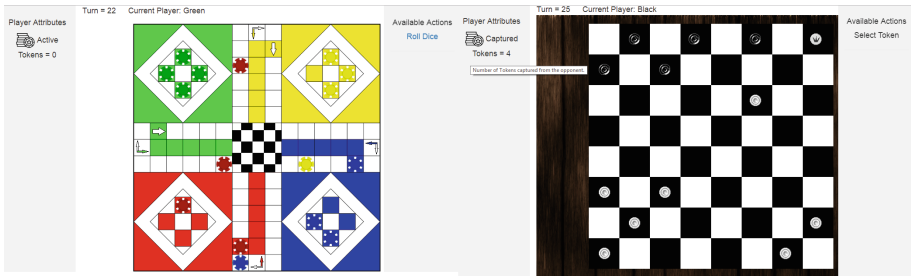 Turn = 22 Current Player: Green
Player Attributes
Active
Tokens = 0
Available Actions
Roll Dice
Turn = 25 Current Player: Black
Player Attributes
Captured
Tokens = 4
Number of Tokens captured from the opponent.
Available Actions
Select Token